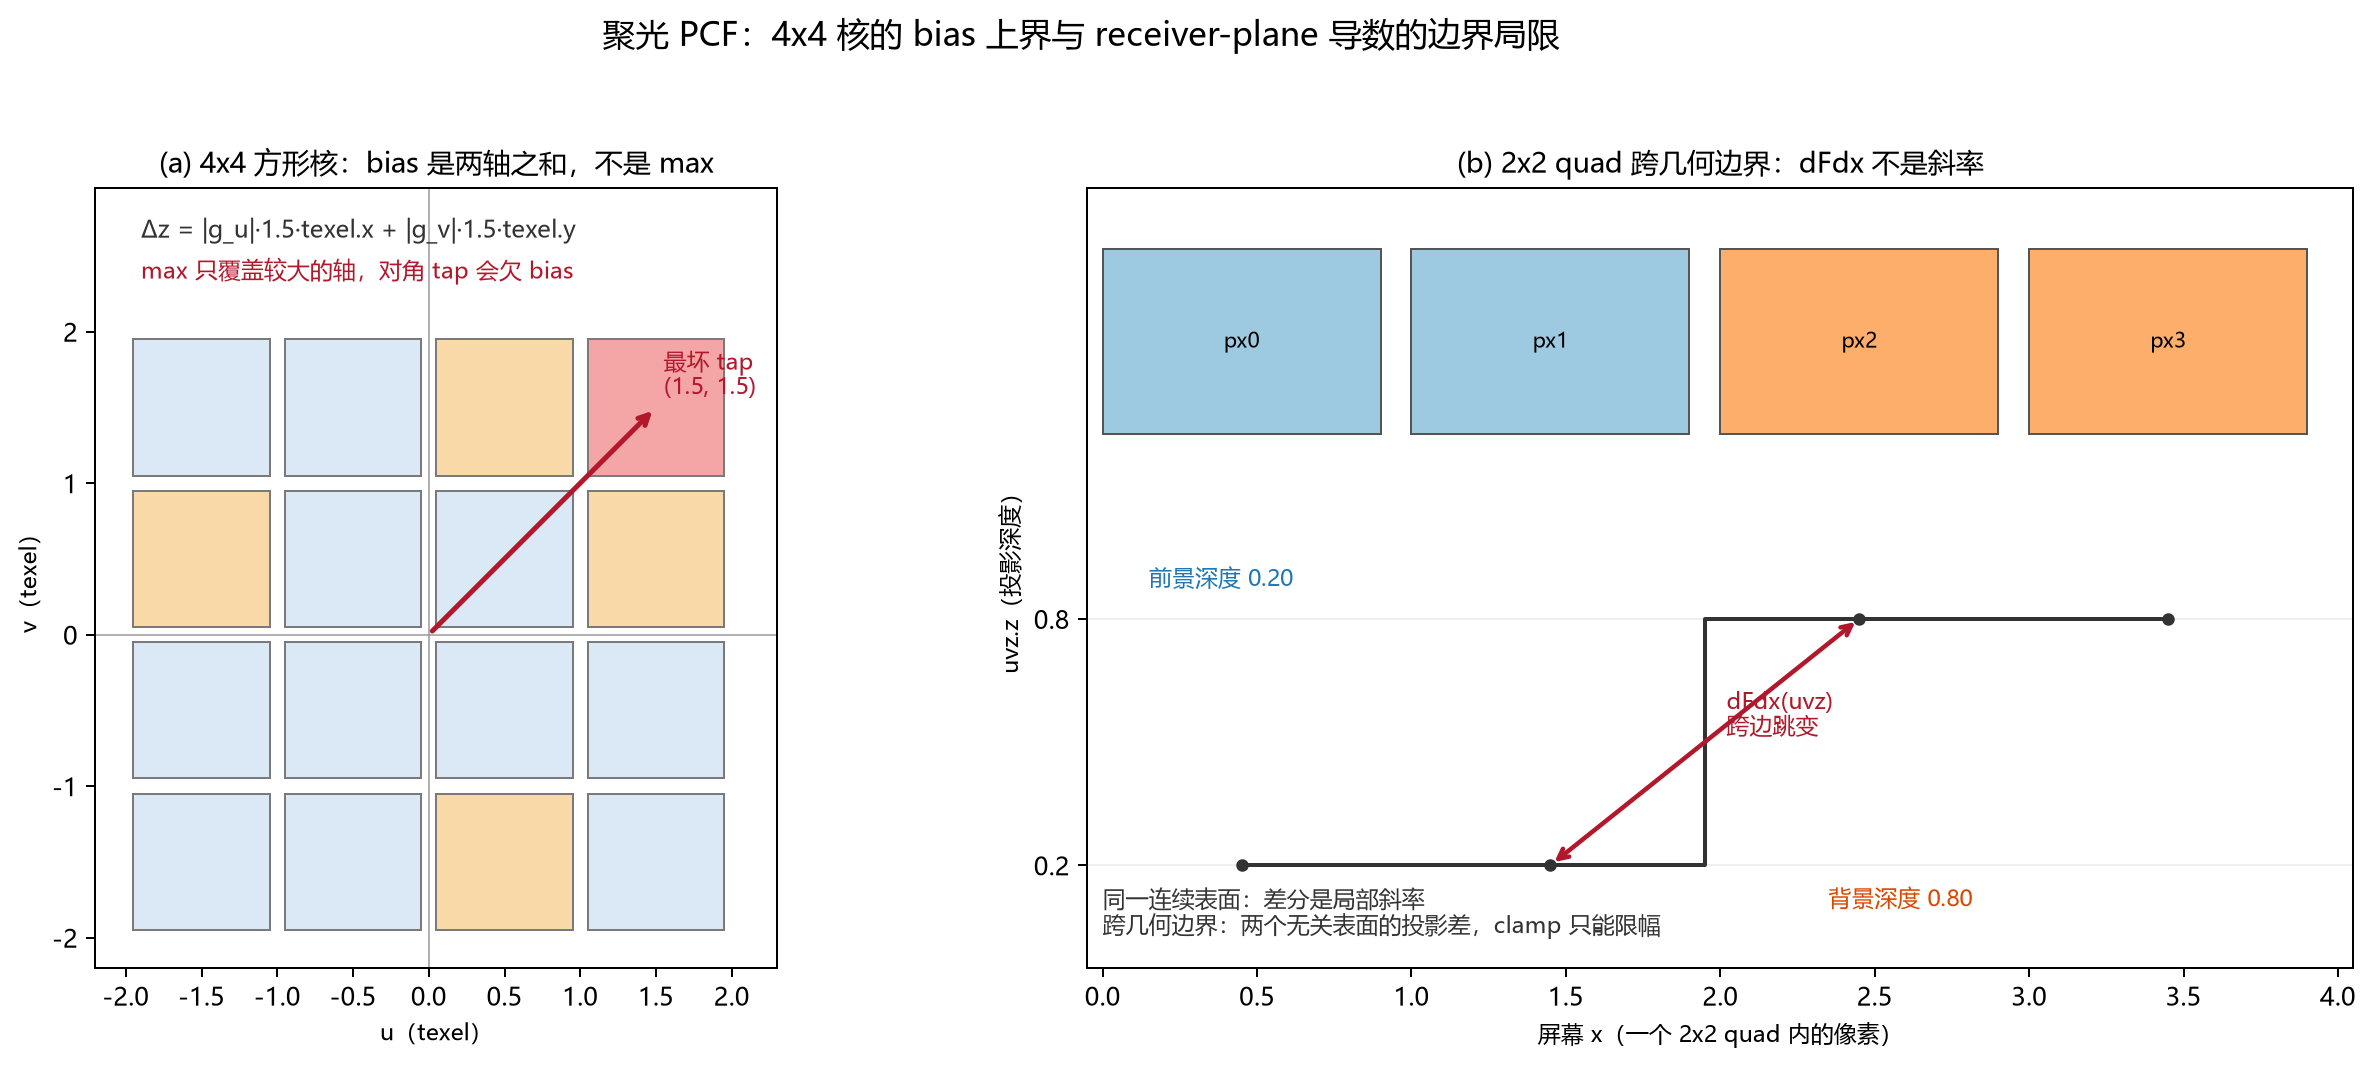 聚光 PCF：4x4 核的 bias 上界与 receiver-plane 导数的边界局限
(a) 4x4 方形核：bias 是两轴之和，不是 max
Δz = |g_u|·1.5·texel.x + |g_v|·1.5·texel.y
max 只覆盖较大的轴，对角 tap 会欠 bias
最坏 tap
(1.5, 1.5)
2
1
0
-1
-2
v（texel）
-2.0 -1.5 -1.0 -0.5 0.0 0.5 1.0 1.5 2.0
u（texel）
(b) 2x2 quad 跨几何边界：dFdx 不是斜率
px0 px1 px2 px3
前景深度 0.20
0.8
dFdx(uvz)
跨边跳变
0.2
uvz.z（投影深度）
同一连续表面：差分是局部斜率
跨几何边界：两个无关表面的投影差，clamp 只能限幅
背景深度 0.80
0.0 0.5 1.0 1.5 2.0 2.5 3.0 3.5 4.0
屏幕 x（一个 2x2 quad 内的像素）